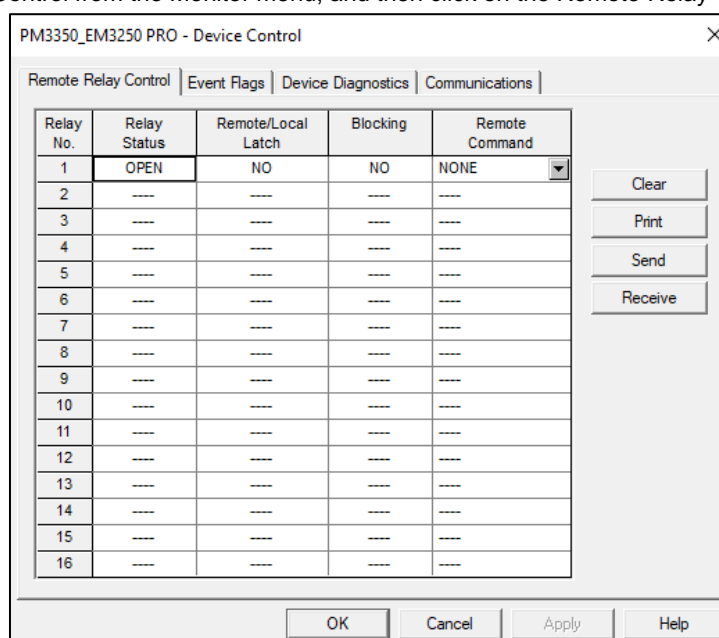 Control from the Monitor menu, and then click on the Remote Relay
PM3350_EM3250 PRO - Device Control
Remote Relay Control Event Flags Device Diagnostics Communications
Relay No. Relay Status Remote/Local Latch Blocking Remote Command
1 OPEN NO NO NONE
2 ---- ---- ---- ----
3 ---- ---- ---- ----
4 ---- ---- ---- ----
5 ---- ---- ---- ----
6 ---- ---- ---- ----
7 ---- ---- ---- ----
8 ---- ---- ---- ----
9 ---- ---- ---- ----
10 ---- ---- ---- ----
11 ---- ---- ---- ----
12 ---- ---- ---- ----
13 ---- ---- ---- ----
14 ---- ---- ---- ----
15 ---- ---- ---- ----
16 ---- ---- ---- ----
Clear
Print
Send
Receive
OK Cancel Apply Help